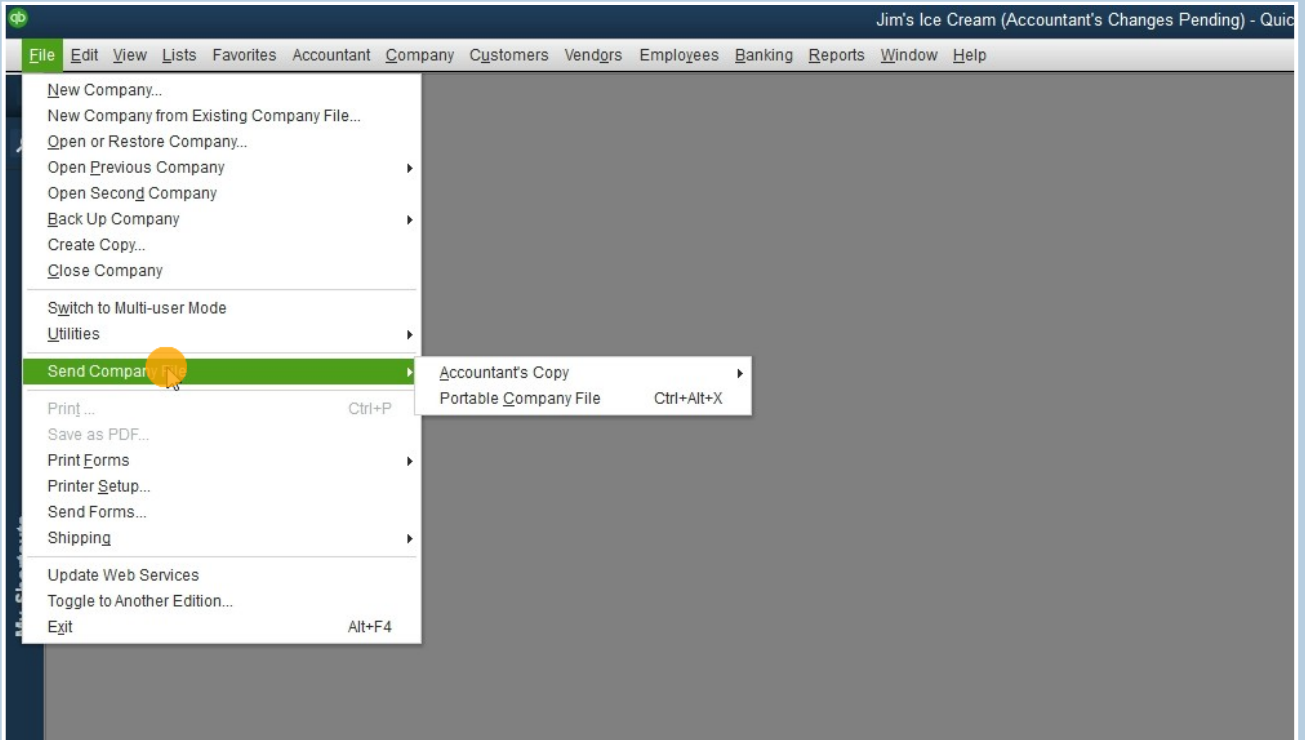 qb
Jim's Ice Cream (Accountant's Changes Pending) - Quic
File Edit View Lists Favorites Accountant Company Customers Vendors Employees Banking Reports Window Help
New Company...
New Company from Existing Company File...
Open or Restore Company...
Open Previous Company
Open Second Company
Back Up Company
Create Copy...
Close Company
Switch to Multi-user Mode
Utilities
Send Company File
Accountant's Copy
Portable Company File Ctrl+Alt+X
Print ... Ctrl+P
Save as PDF...
Print Forms
Printer Setup...
Send Forms...
Shipping
Update Web Services
Toggle to Another Edition...
Exit Alt+F4